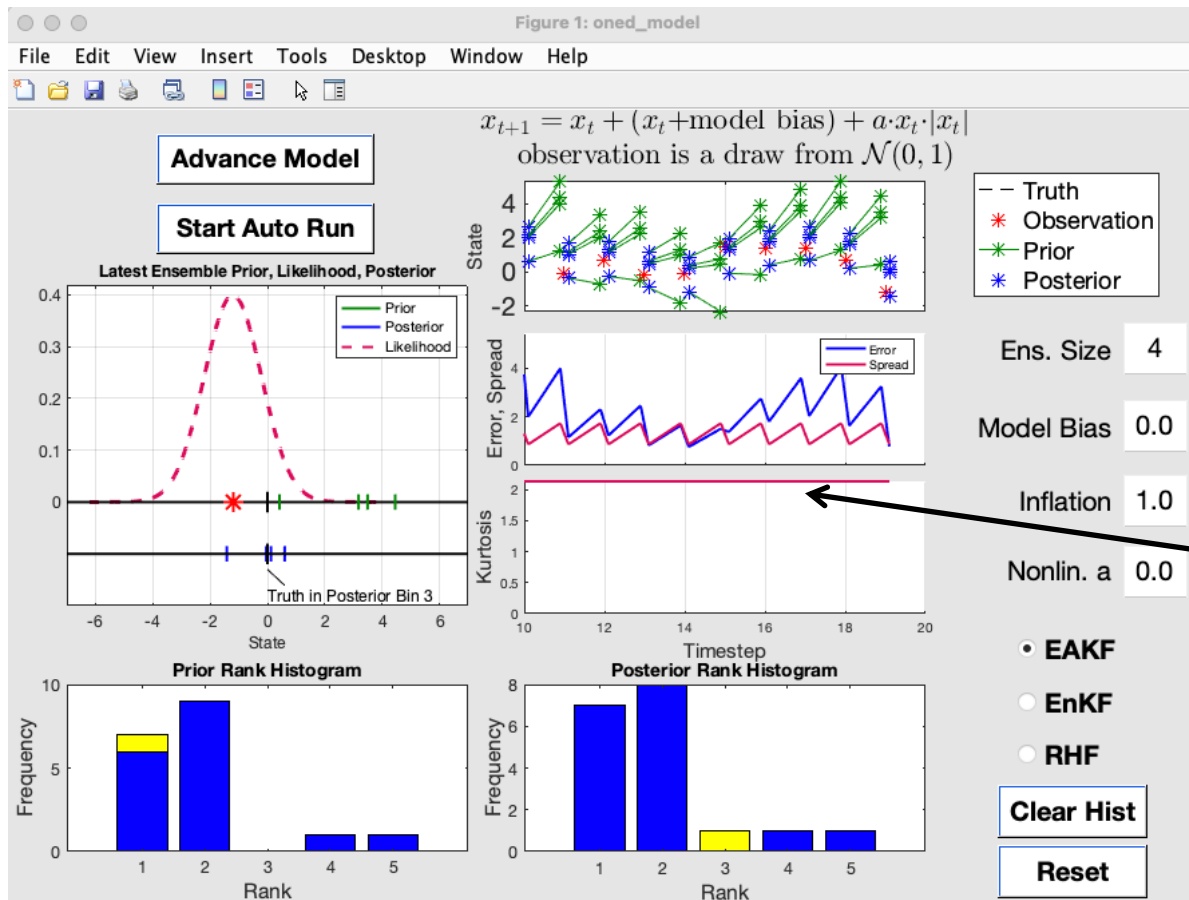 Figure 1: oned_model
File Edit View Insert Tools Desktop Window Help
Advance Model
Start Auto Run
x_{t+1} = x_t + (x_t+model bias) + a·x_t·|x_t|
observation is a draw from 𝒩(0, 1)
Latest Ensemble Prior, Likelihood, Posterior
0.4
0.3
0.2
0.1
0
Prior
Posterior
Likelihood
Truth in Posterior Bin 3
-6 -4 -2 0 2 4 6
State
State
4
2
0
-2
Truth
Observation
Prior
Posterior
Error, Spread
4
2
0
Error
Spread
Kurtosis
2
1.5
1
0.5
0
10 12 14 16 18 20
Timestep
Ens. Size 4
Model Bias 0.0
Inflation 1.0
Nonlin. a 0.0
EAKF
EnKF
RHF
Clear Hist
Reset
Prior Rank Histogram
Frequency
10
5
0
1 2 3 4 5
Rank
Posterior Rank Histogram
Frequency
8
6
4
2
0
1 2 3 4 5
Rank